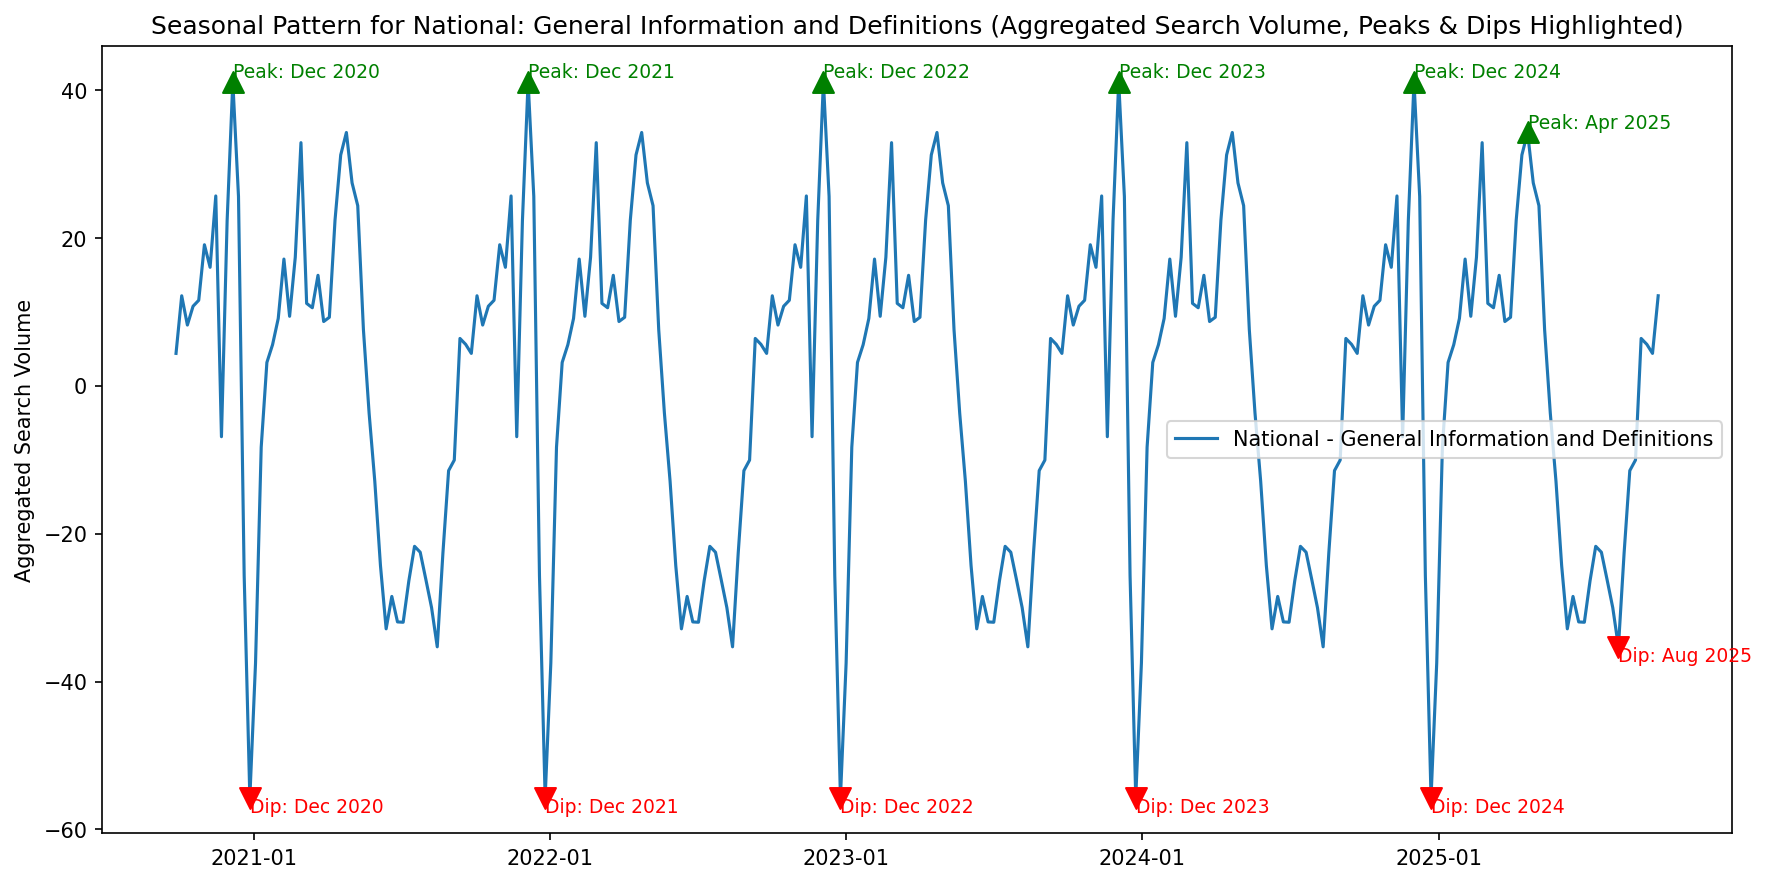 Seasonal Pattern for National: General Information and Definitions (Aggregated Search Volume, Peaks & Dips Highlighted)
Peak: Dec 2020
Peak: Dec 2021
Peak: Dec 2022
Peak: Dec 2023
Peak: Dec 2024
Peak: Apr 2025
Aggregated Search Volume
40
20
0
−20
−40
−60
National - General Information and Definitions
Dip: Aug 2025
Dip: Dec 2020
Dip: Dec 2021
Dip: Dec 2022
Dip: Dec 2023
Dip: Dec 2024
2021-01
2022-01
2023-01
2024-01
2025-01